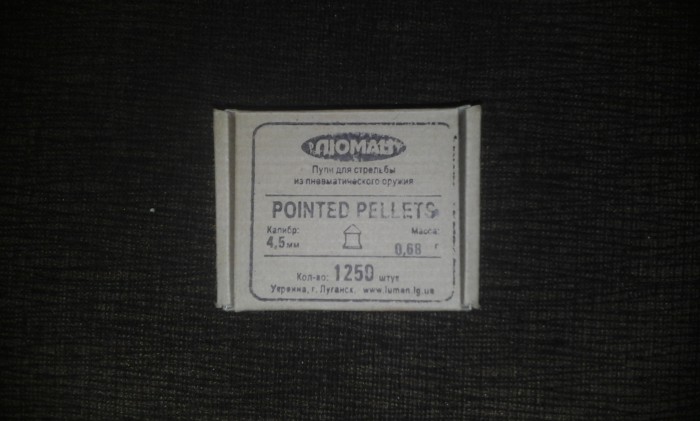 ЛЮМАН
Пули для стрельбы
из пневматического оружия
POINTED PELLETS
Калибр: Масса:
4,5 мм 0,68 г
Кол-во: 1250 штук
Украина, г. Луганск. www.luman.lg.ua